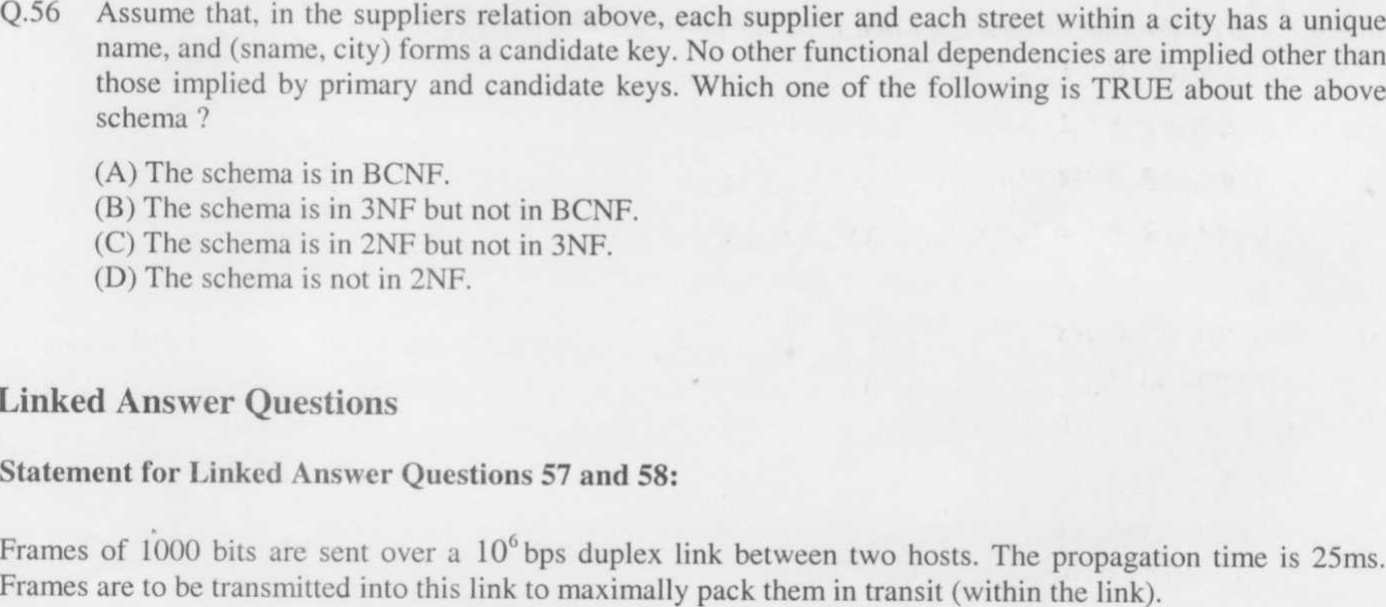 Q.56 Assume that, in the suppliers relation above, each supplier and each street within a city has a unique
name, and (sname, city) forms a candidate key. No other functional dependencies are implied other than
those implied by primary and candidate keys. Which one of the following is TRUE about the above
schema ?
(A) The schema is in BCNF.
(B) The schema is in 3NF but not in BCNF.
(C) The schema is in 2NF but not in 3NF.
(D) The schema is not in 2NF.
Linked Answer Questions
Statement for Linked Answer Questions 57 and 58:
Frames of 1000 bits are sent over a 10⁶ bps duplex link between two hosts. The propagation time is 25ms.
Frames are to be transmitted into this link to maximally pack them in transit (within the link).